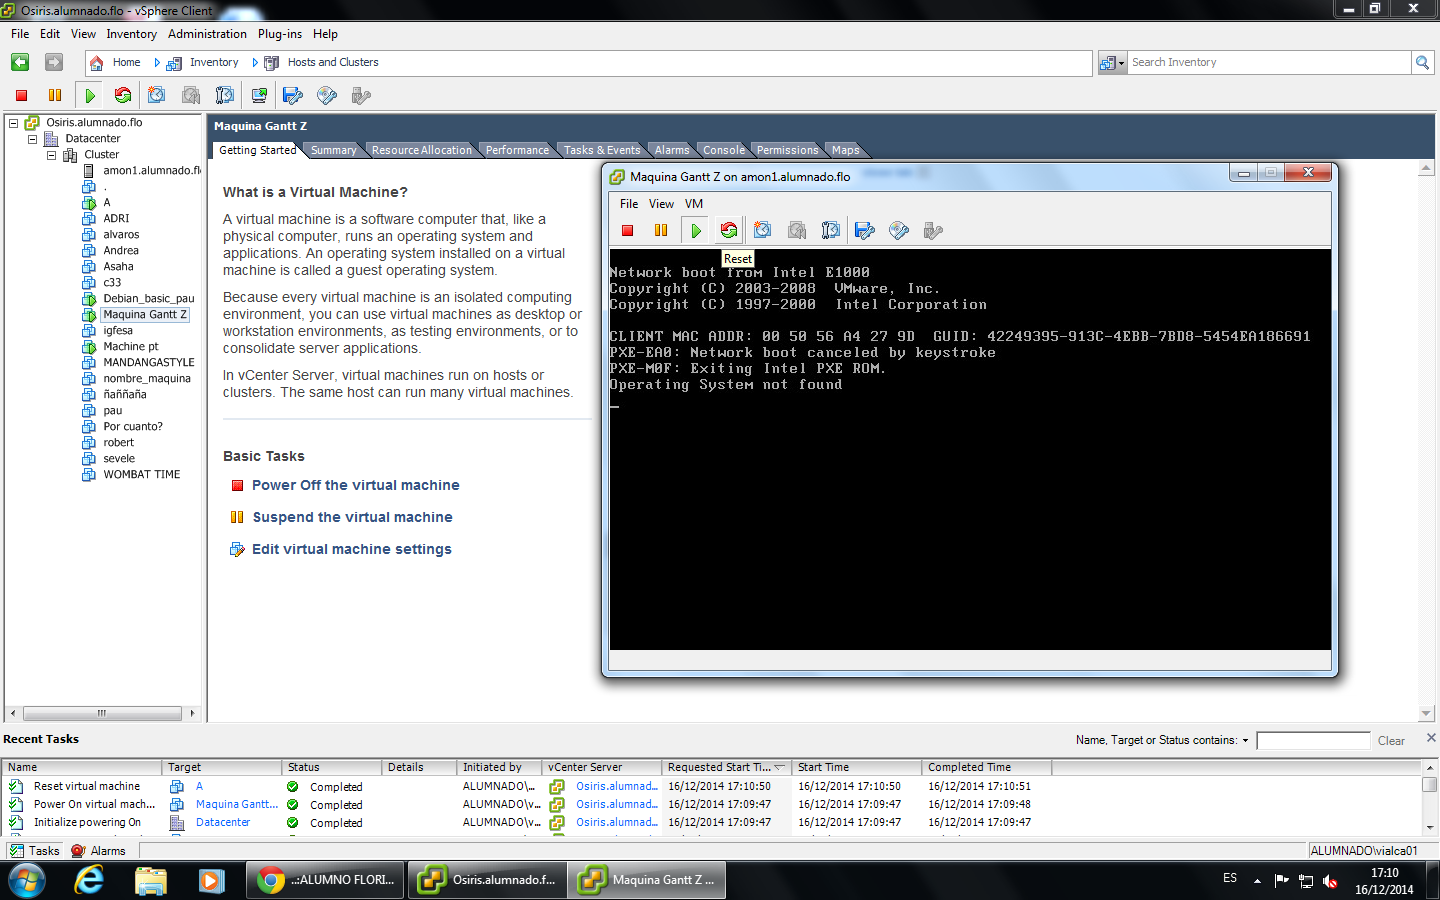 Osiris.alumnado.flo - vSphere Client
File Edit View Inventory Administration Plug-ins Help
Home Inventory Hosts and Clusters
Search Inventory
Osiris.alumnado.flo
Datacenter
Cluster
amon1.alumnado.fl
.
A
ADRI
alvaros
Andrea
Asaha
c33
Debian_basic_pau
Maquina Gantt Z
igfesa
Machine pt
MANDANGASTYLE
nombre_maquina
ñaññaña
pau
Por cuanto?
robert
sevele
WOMBAT TIME
Maquina Gantt Z
Getting Started Summary Resource Allocation Performance Tasks & Events Alarms Console Permissions Maps
What is a Virtual Machine?
A virtual machine is a software computer that, like a
physical computer, runs an operating system and
applications. An operating system installed on a virtual
machine is called a guest operating system.
Because every virtual machine is an isolated computing
environment, you can use virtual machines as desktop or
workstation environments, as testing environments, or to
consolidate server applications.
In vCenter Server, virtual machines run on hosts or
clusters. The same host can run many virtual machines.
Basic Tasks
Power Off the virtual machine
Suspend the virtual machine
Edit virtual machine settings
Maquina Gantt Z on amon1.alumnado.flo
File View VM
Reset
Network boot from Intel E1000
Copyright (C) 2003-2008 VMware, Inc.
Copyright (C) 1997-2000 Intel Corporation
CLIENT MAC ADDR: 00 50 56 A4 27 9D GUID: 42249395-913C-4EBB-7BD8-5454EA186691
PXE-EA0: Network boot canceled by keystroke
PXE-M0F: Exiting Intel PXE ROM.
Operating System not found
Recent Tasks
Name, Target or Status contains: Clear
Name Target Status Details Initiated by vCenter Server Requested Start Ti... Start Time Completed Time
Reset virtual machine A Completed ALUMNADO\... Osiris.alumnad... 16/12/2014 17:10:50 16/12/2014 17:10:50 16/12/2014 17:10:51
Power On virtual mach... Maquina Gantt... Completed ALUMNADO\v... Osiris.alumnad... 16/12/2014 17:09:47 16/12/2014 17:09:47 16/12/2014 17:09:48
Initialize powering On Datacenter Completed ALUMNADO\v... Osiris.alumnad... 16/12/2014 17:09:47 16/12/2014 17:09:47 16/12/2014 17:09:47
Tasks Alarms
ALUMNADO\vialca01
..:ALUMNO FLORI... Osiris.alumnado.f... Maquina Gantt Z ...
ES
17:10
16/12/2014